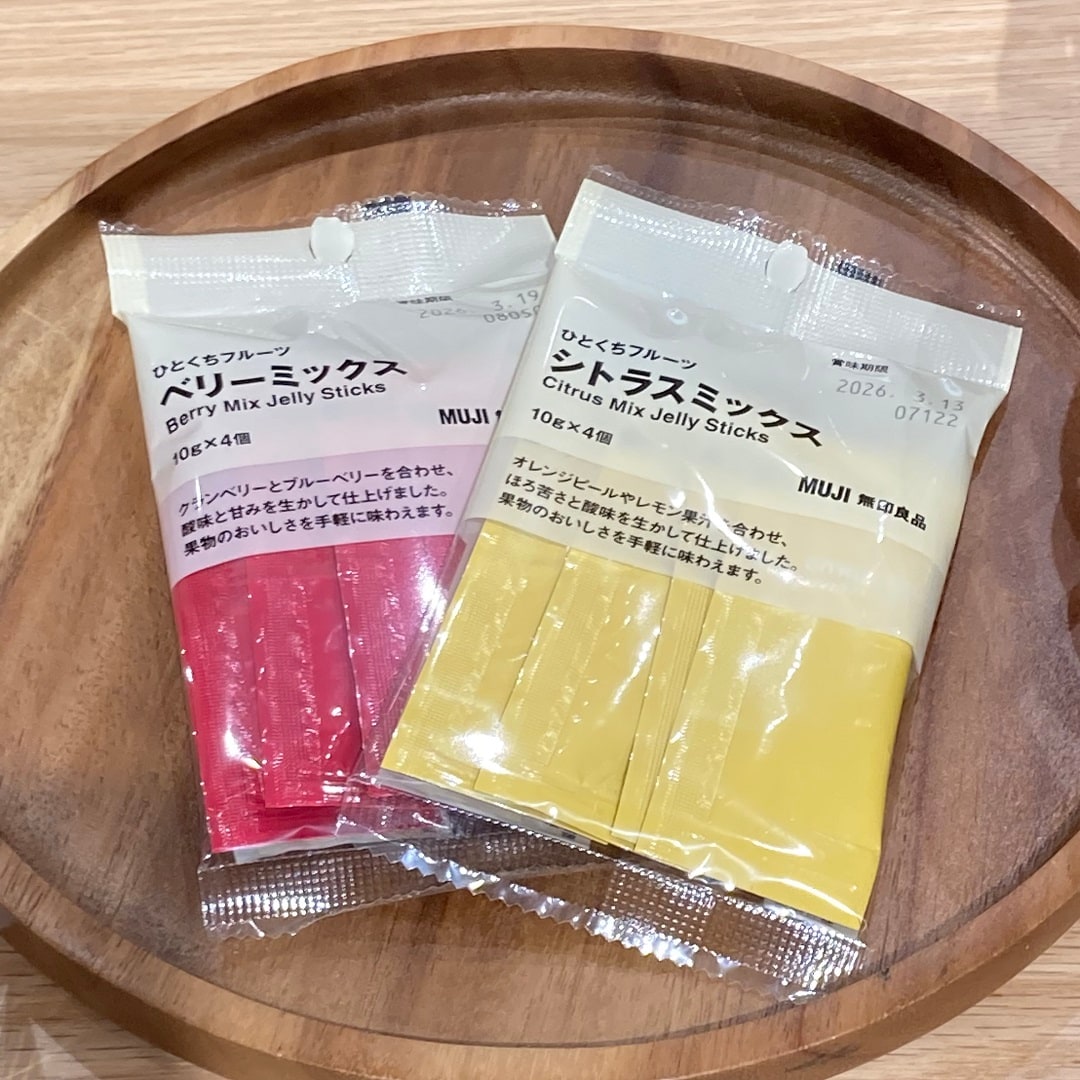 賞味期限
2026. 3.19
ひとくちフルーツ
ベリーミックス
Berry Mix Jelly Sticks
MUJI
10g×4個
クランベリーとブルーベリーを合わせ、
酸味と甘みを生かして仕上げました。
果物のおいしさを手軽に味わえます。
賞味期限
2026. 3.13
07122
ひとくちフルーツ
シトラスミックス
Citrus Mix Jelly Sticks
10g×4個
MUJI 無印良品
オレンジピールやレモン果汁を合わせ、
ほろ苦さと酸味を生かして仕上げました。
果物のおいしさを手軽に味わえます。